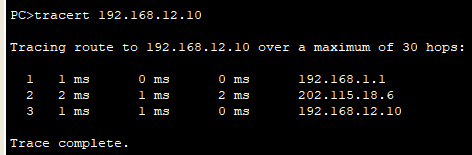 PC>tracert 192.168.12.10
Tracing route to 192.168.12.10 over a maximum of 30 hops:
1 1 ms 0 ms 0 ms 192.168.1.1
2 2 ms 1 ms 2 ms 202.115.18.6
3 1 ms 1 ms 0 ms 192.168.12.10
Trace complete.